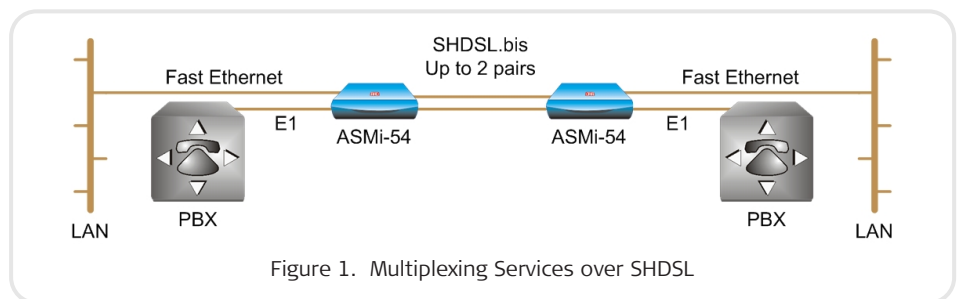 SHDSL.bis
Up to 2 pairs
Fast Ethernet
Fast Ethernet
E1
ASMi-54
ASMi-54
E1
PBX
PBX
LAN
LAN
Figure 1. Multiplexing Services over SHDSL